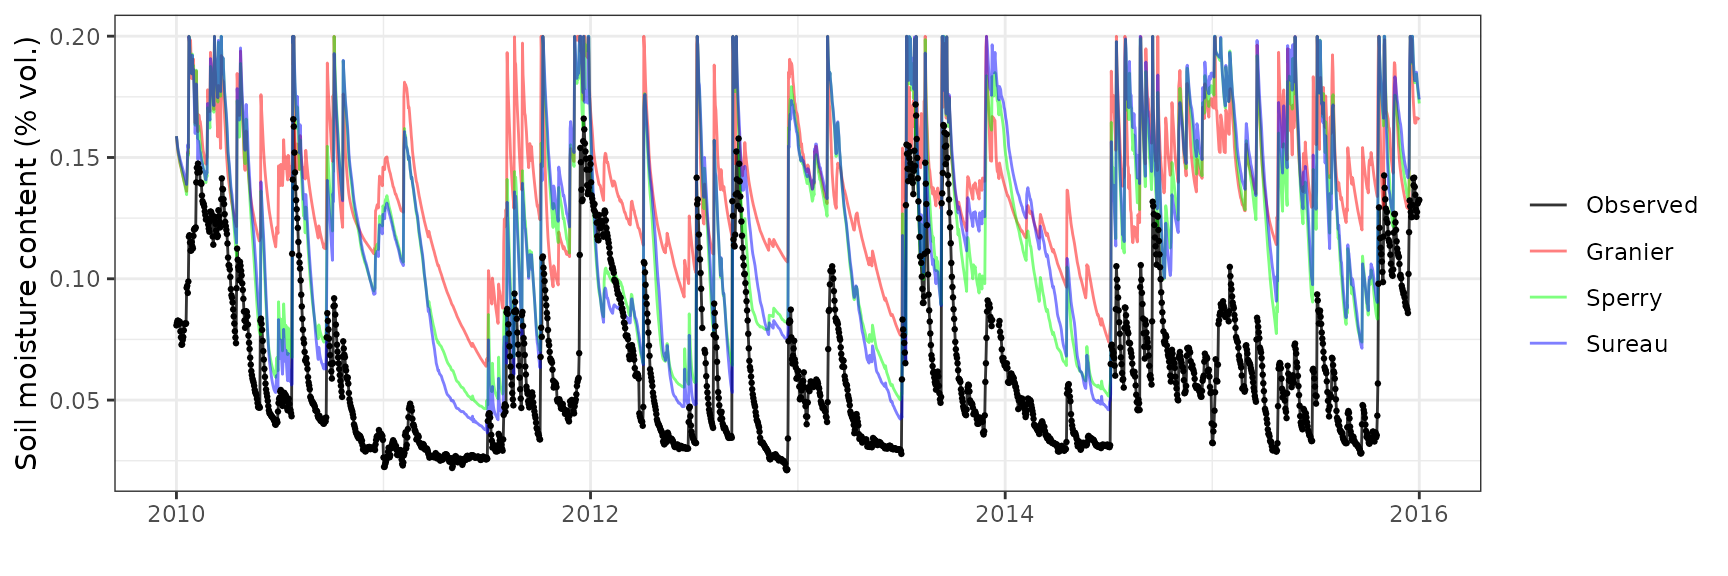 Soil moisture content (% vol.)
0.20
0.15
0.10
0.05
2010
2012
2014
2016
Observed
Granier
Sperry
Sureau